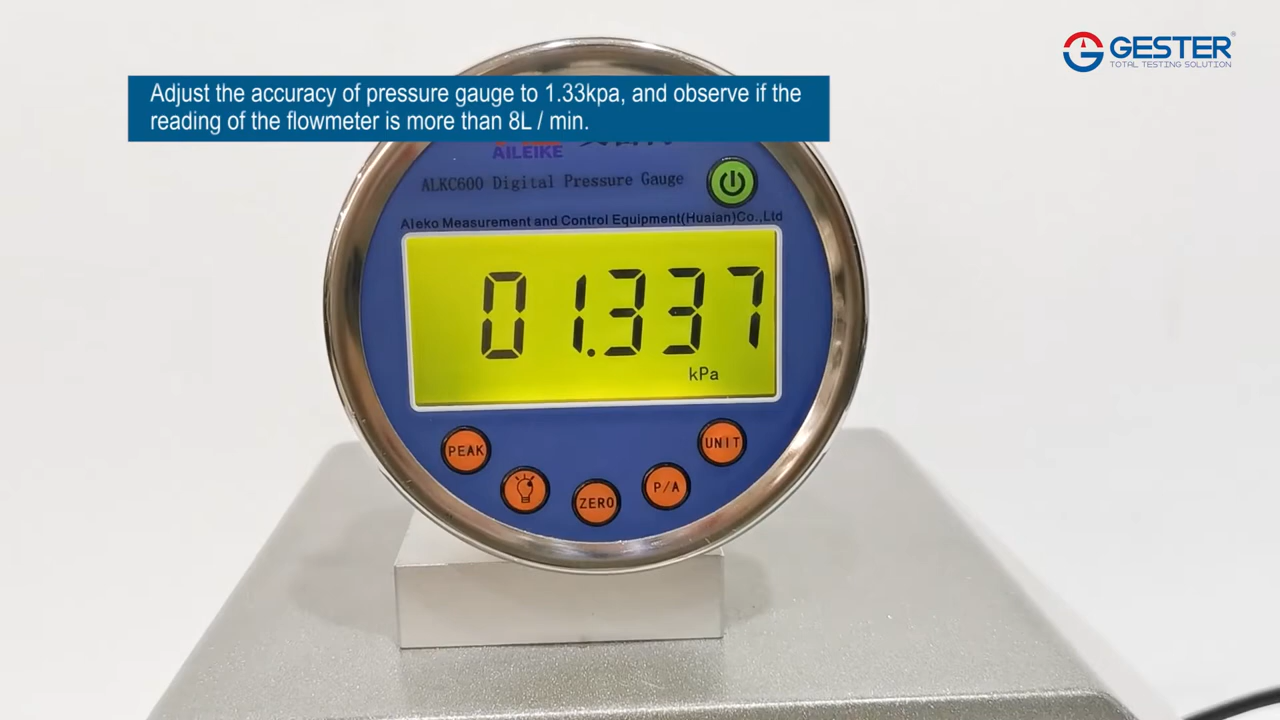 GESTER®
TOTAL TESTING SOLUTION
Adjust the accuracy of pressure gauge to 1.33kpa, and observe if the
reading of the flowmeter is more than 8L / min.
AILEIKE
ALKC600 Digital Pressure Gauge
Aleko Measurement and Control Equipment(Huaian)Co.,Ltd
01.337
kPa
PEAK
UNIT
ZERO
P/A